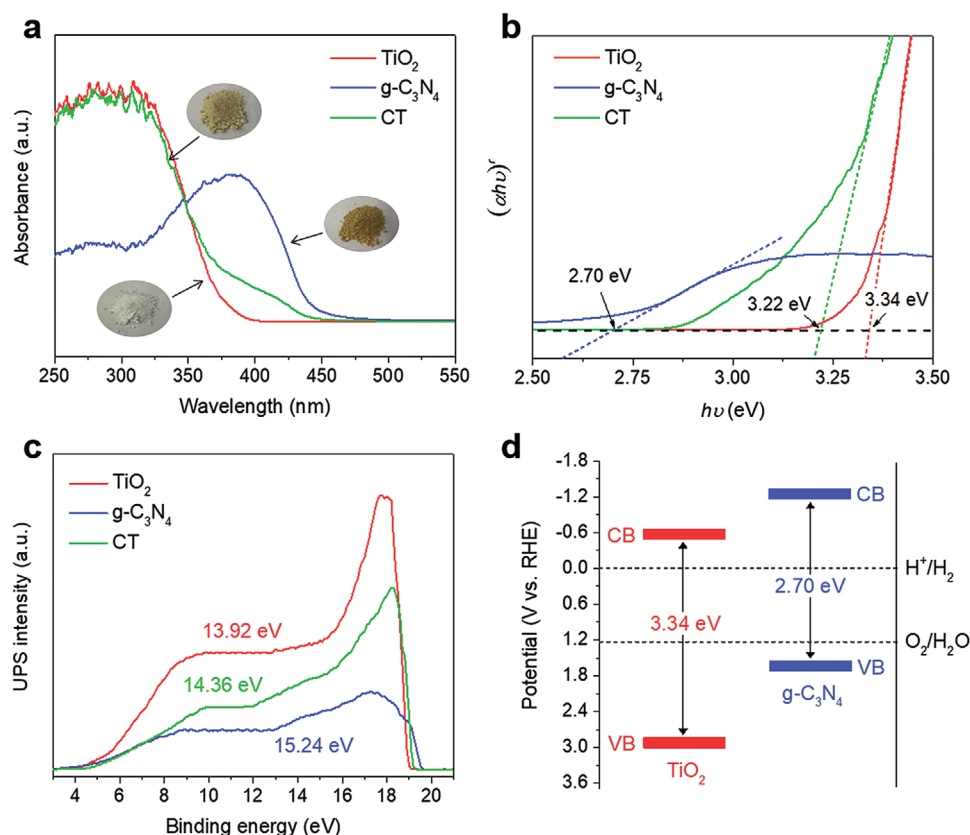 a
TiO₂
g-C₃N₄
CT
Absorbance (a.u.)
250 300 350 400 450 500 550
Wavelength (nm)
b
TiO₂
g-C₃N₄
CT
(αhυ)ʳ
2.70 eV
3.22 eV
3.34 eV
2.50 2.75 3.00 3.25 3.50
hυ (eV)
c
TiO₂
g-C₃N₄
CT
UPS intensity (a.u.)
13.92 eV
14.36 eV
15.24 eV
4 6 8 10 12 14 16 18 20
Binding energy (eV)
d
Potential (V vs. RHE)
-1.8
-1.2
-0.6
0.0
0.6
1.2
1.8
2.4
3.0
3.6
CB
CB
H⁺/H₂
2.70 eV
3.34 eV
O₂/H₂O
VB
g-C₃N₄
VB
TiO₂